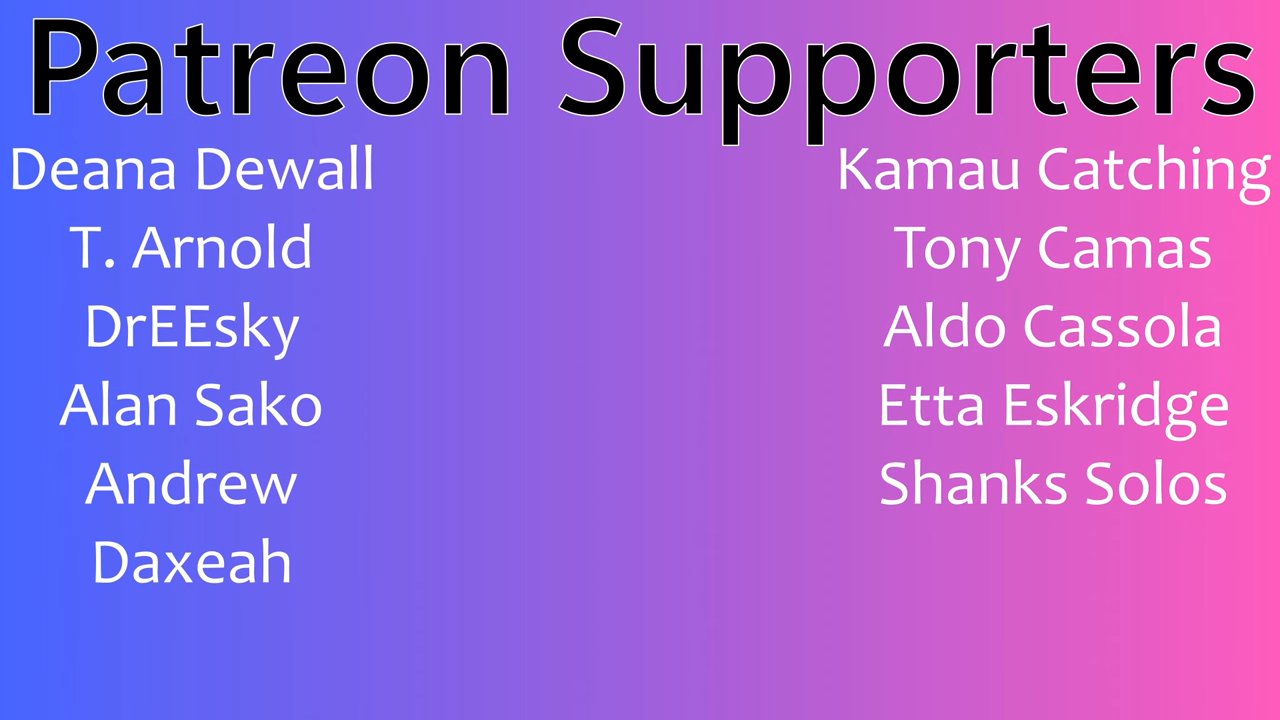 Patreon Supporters
Deana Dewall
T. Arnold
DrEEsky
Alan Sako
Andrew
Daxeah
Kamau Catching
Tony Camas
Aldo Cassola
Etta Eskridge
Shanks Solos